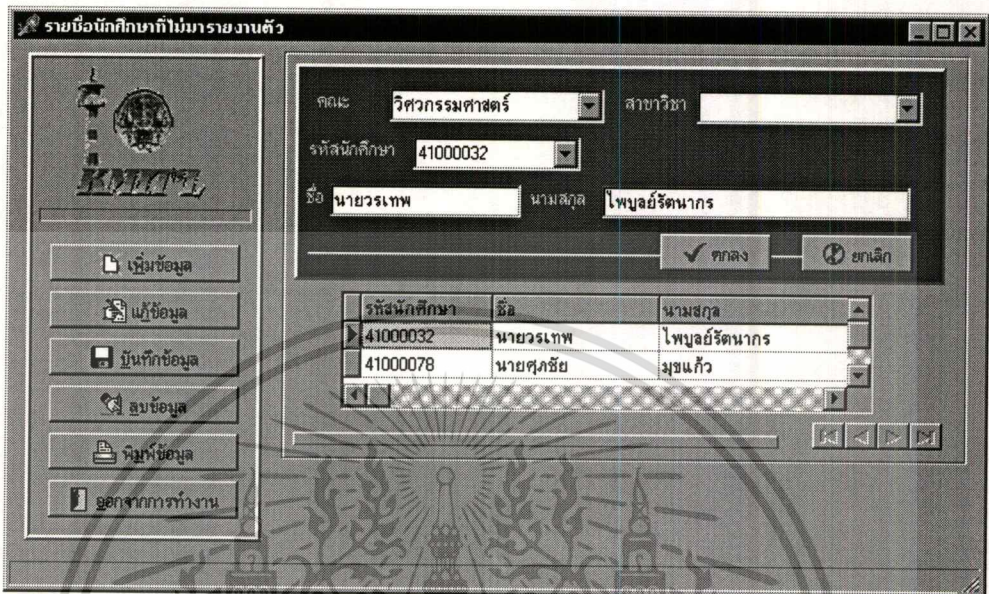 รายชื่อนักศึกษาที่ไม่มารายงานตัว
KMITL
คณะ วิศวกรรมศาสตร์ สาขาวิชา
รหัสนักศึกษา 41000032
ชื่อ นายวรเทพ นามสกุล ไพบูลย์รัตนากร
ตกลง ยกเลิก
เพิ่มข้อมูล
แก้ข้อมูล
บันทึกข้อมูล
ลบข้อมูล
พิมพ์ข้อมูล
ออกจากการทำงาน
รหัสนักศึกษา ชื่อ นามสกุล
41000032 นายวรเทพ ไพบูลย์รัตนากร
41000078 นายศุภชัย มุขแก้ว